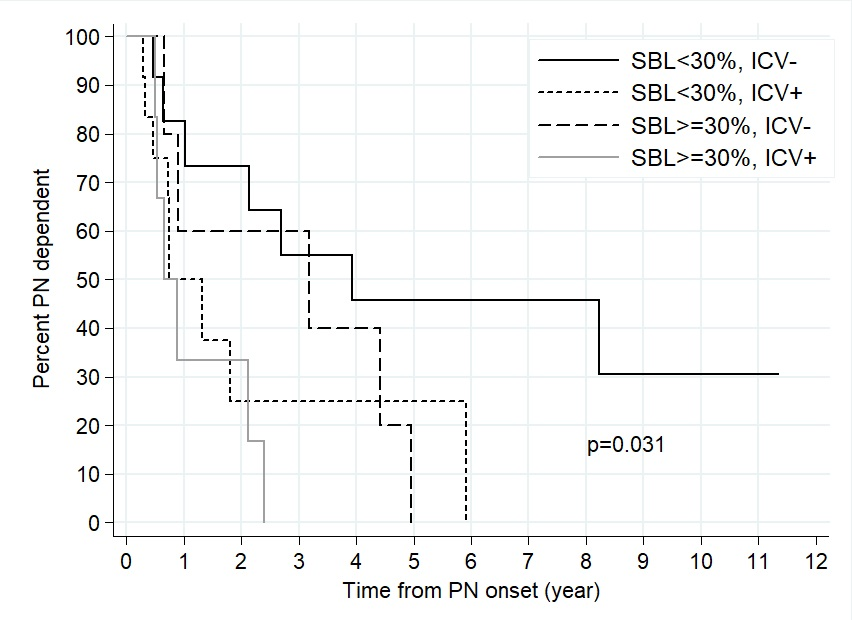 100
90
80
70
60
50
40
30
20
10
0
Percent PN dependent
SBL<30%, ICV-
SBL<30%, ICV+
SBL>=30%, ICV-
SBL>=30%, ICV+
p=0.031
0 1 2 3 4 5 6 7 8 9 10 11 12
Time from PN onset (year)